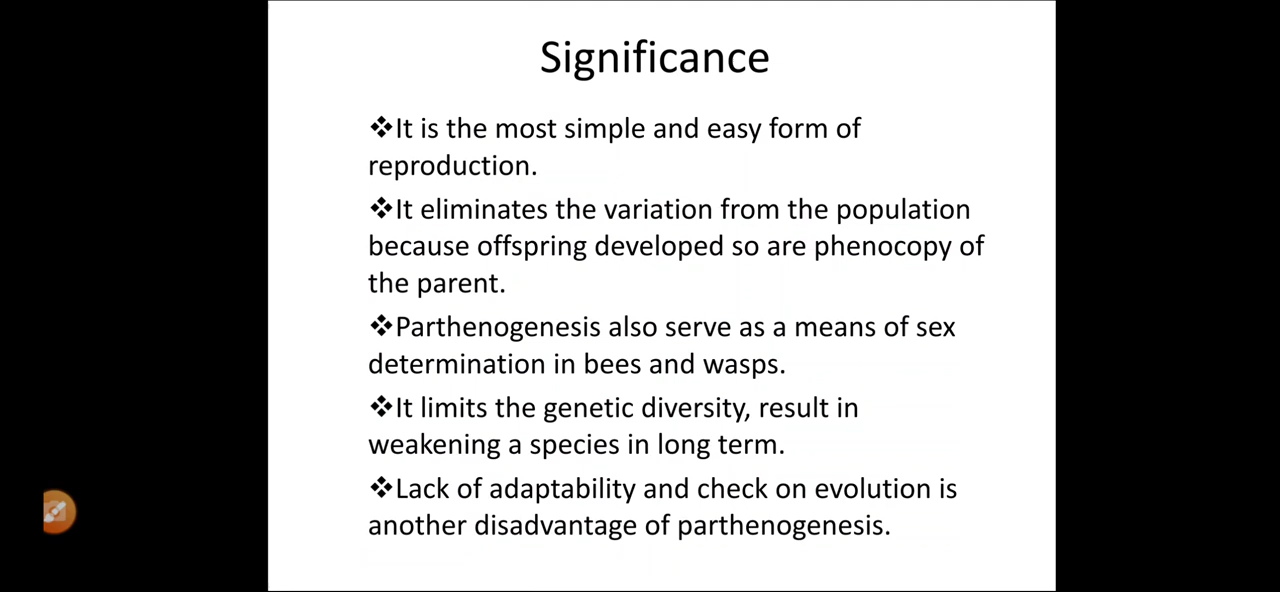 Significance
❖It is the most simple and easy form of
reproduction.
❖It eliminates the variation from the population
because offspring developed so are phenocopy of
the parent.
❖Parthenogenesis also serve as a means of sex
determination in bees and wasps.
❖It limits the genetic diversity, result in
weakening a species in long term.
❖Lack of adaptability and check on evolution is
another disadvantage of parthenogenesis.